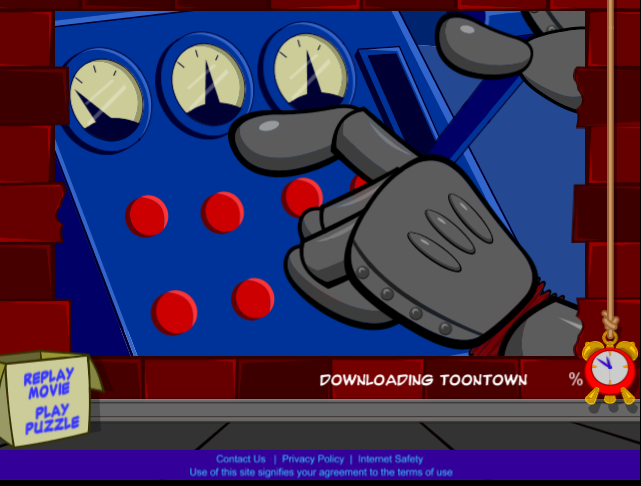 DOWNLOADING TOONTOWN %
REPLAY
MOVIE
PLAY
PUZZLE
Contact Us | Privacy Policy | Internet Safety
Use of this site signifies your agreement to the terms of use